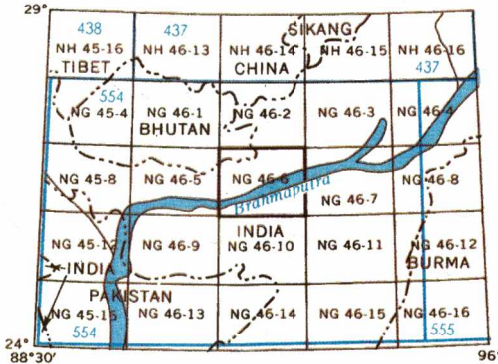 29°
438 437 SIKANG
NH 45-16 NH 46-13 NH 46-14 NH 46-15 NH 46-16
TIBET CHINA 437
554
NG 45-4 NG 46-1 NG 46-2 NG 46-3 NG 46-4
BHUTAN
NG 45-8 NG 46-5 NG 46-6 NG 46-7 NG 46-8
Brahmaputra
INDIA
NG 45-12 NG 46-9 NG 46-10 NG 46-11 NG 46-12
INDIA BURMA
PAKISTAN
NG 45-16 NG 46-13 NG 46-14 NG 46-15 NG 46-16
554 555
24°
88°30' 96